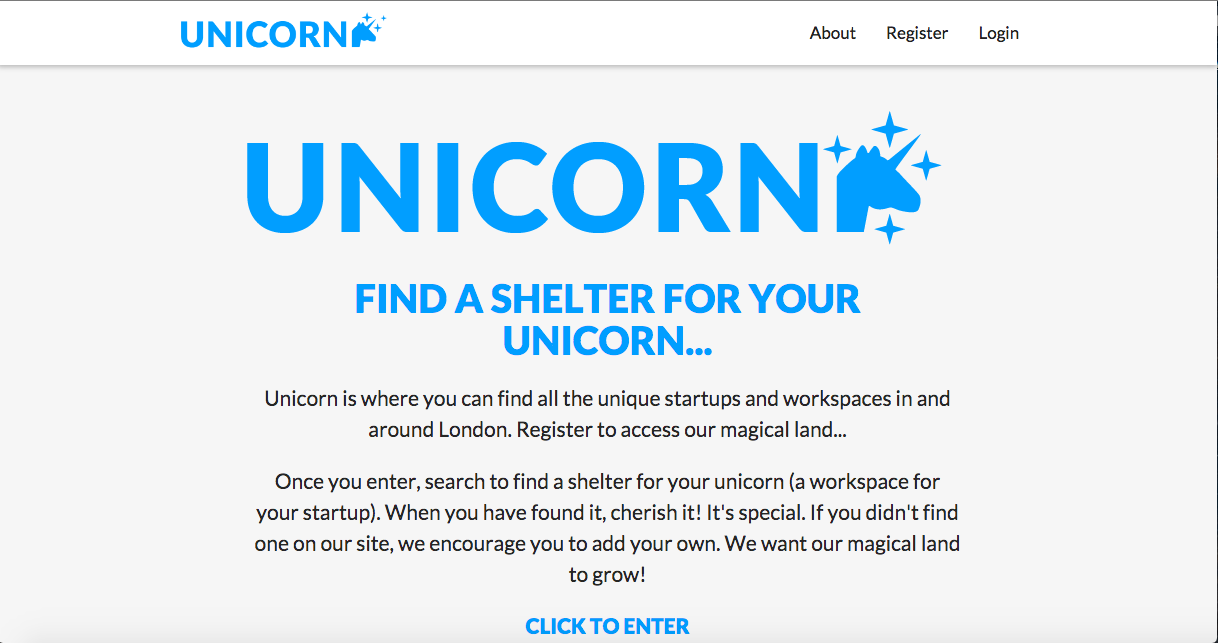 UNICORN
About Register Login
UNICORN
FIND A SHELTER FOR YOUR
UNICORN...
Unicorn is where you can find all the unique startups and workspaces in and
around London. Register to access our magical land...
Once you enter, search to find a shelter for your unicorn (a workspace for
your startup). When you have found it, cherish it! It's special. If you didn't find
one on our site, we encourage you to add your own. We want our magical land
to grow!
CLICK TO ENTER